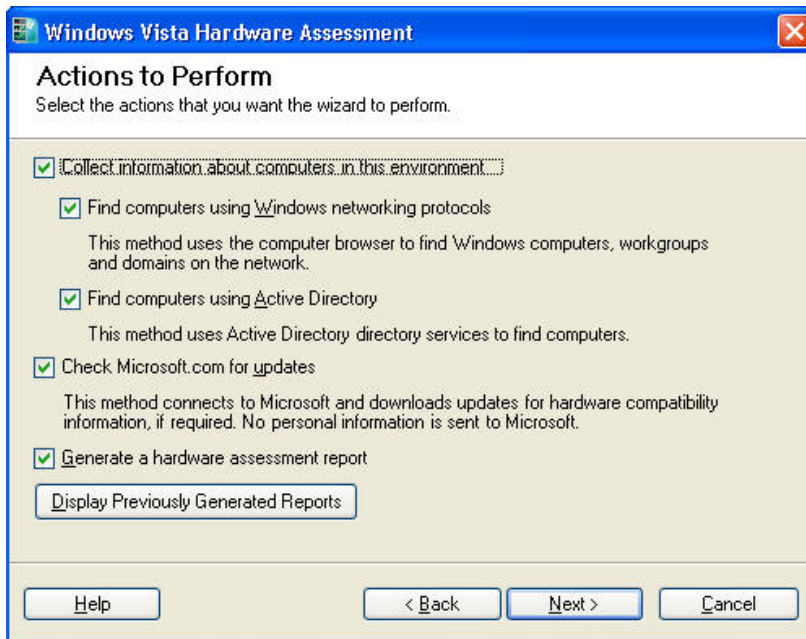 Windows Vista Hardware Assessment
Actions to Perform
Select the actions that you want the wizard to perform.
Collect information about computers in this environment
Find computers using Windows networking protocols
This method uses the computer browser to find Windows computers, workgroups
and domains on the network.
Find computers using Active Directory
This method uses Active Directory directory services to find computers.
Check Microsoft.com for updates
This method connects to Microsoft and downloads updates for hardware compatibility
information, if required. No personal information is sent to Microsoft.
Generate a hardware assessment report
Display Previously Generated Reports
Help < Back Next > Cancel